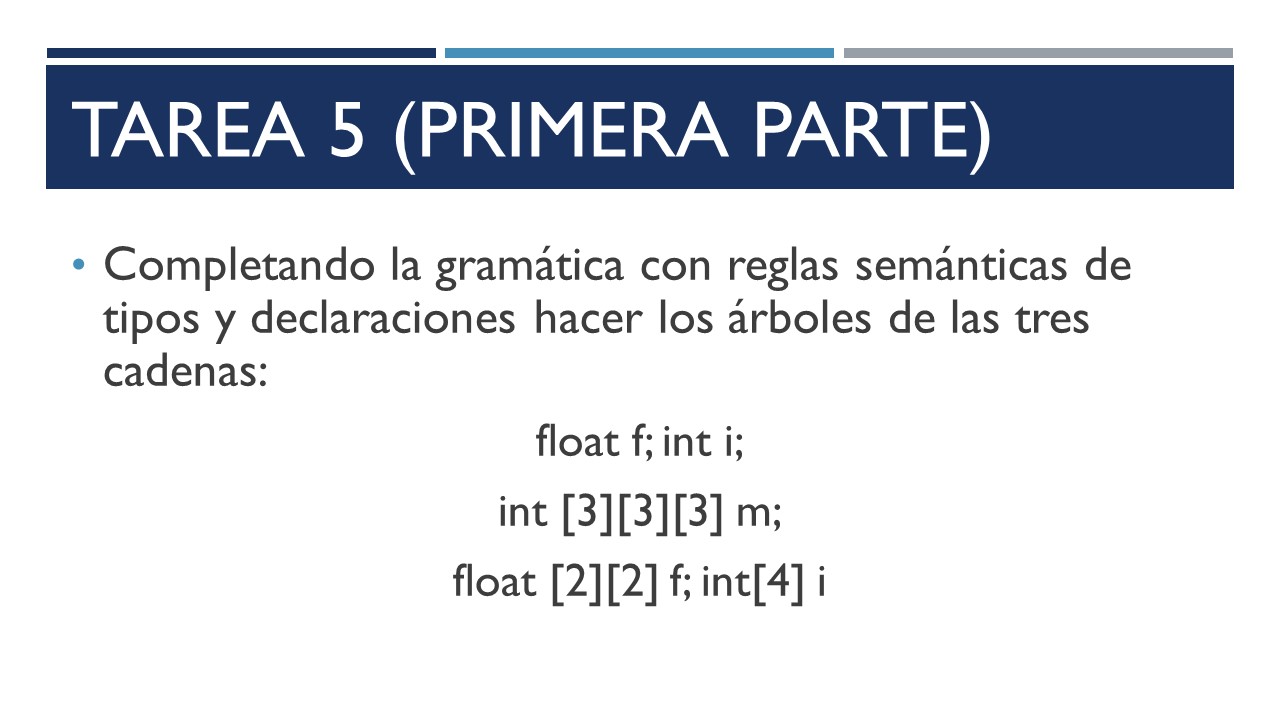 TAREA 5 (PRIMERA PARTE)
• Completando la gramática con reglas semánticas de
tipos y declaraciones hacer los árboles de las tres
cadenas:
float f; int i;
int [3][3][3] m;
float [2][2] f; int[4] i